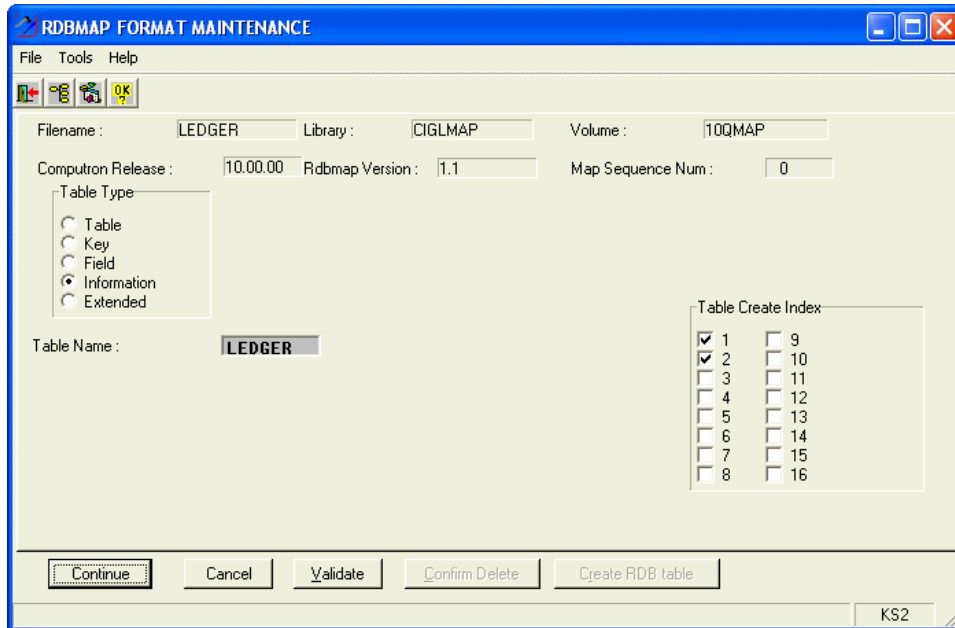 RDBMAP FORMAT MAINTENANCE
File Tools Help
OK ?
Filename : LEDGER Library : CIGLMAP Volume : 10QMAP
Computron Release : 10.00.00 Rdbmap Version : 1.1 Map Sequence Num : 0
Table Type
Table
Key
Field
Information
Extended
Table Create Index
1 9
2 10
3 11
4 12
5 13
6 14
7 15
8 16
Table Name : LEDGER
Continue Cancel Validate Confirm Delete Create RDB table
KS2